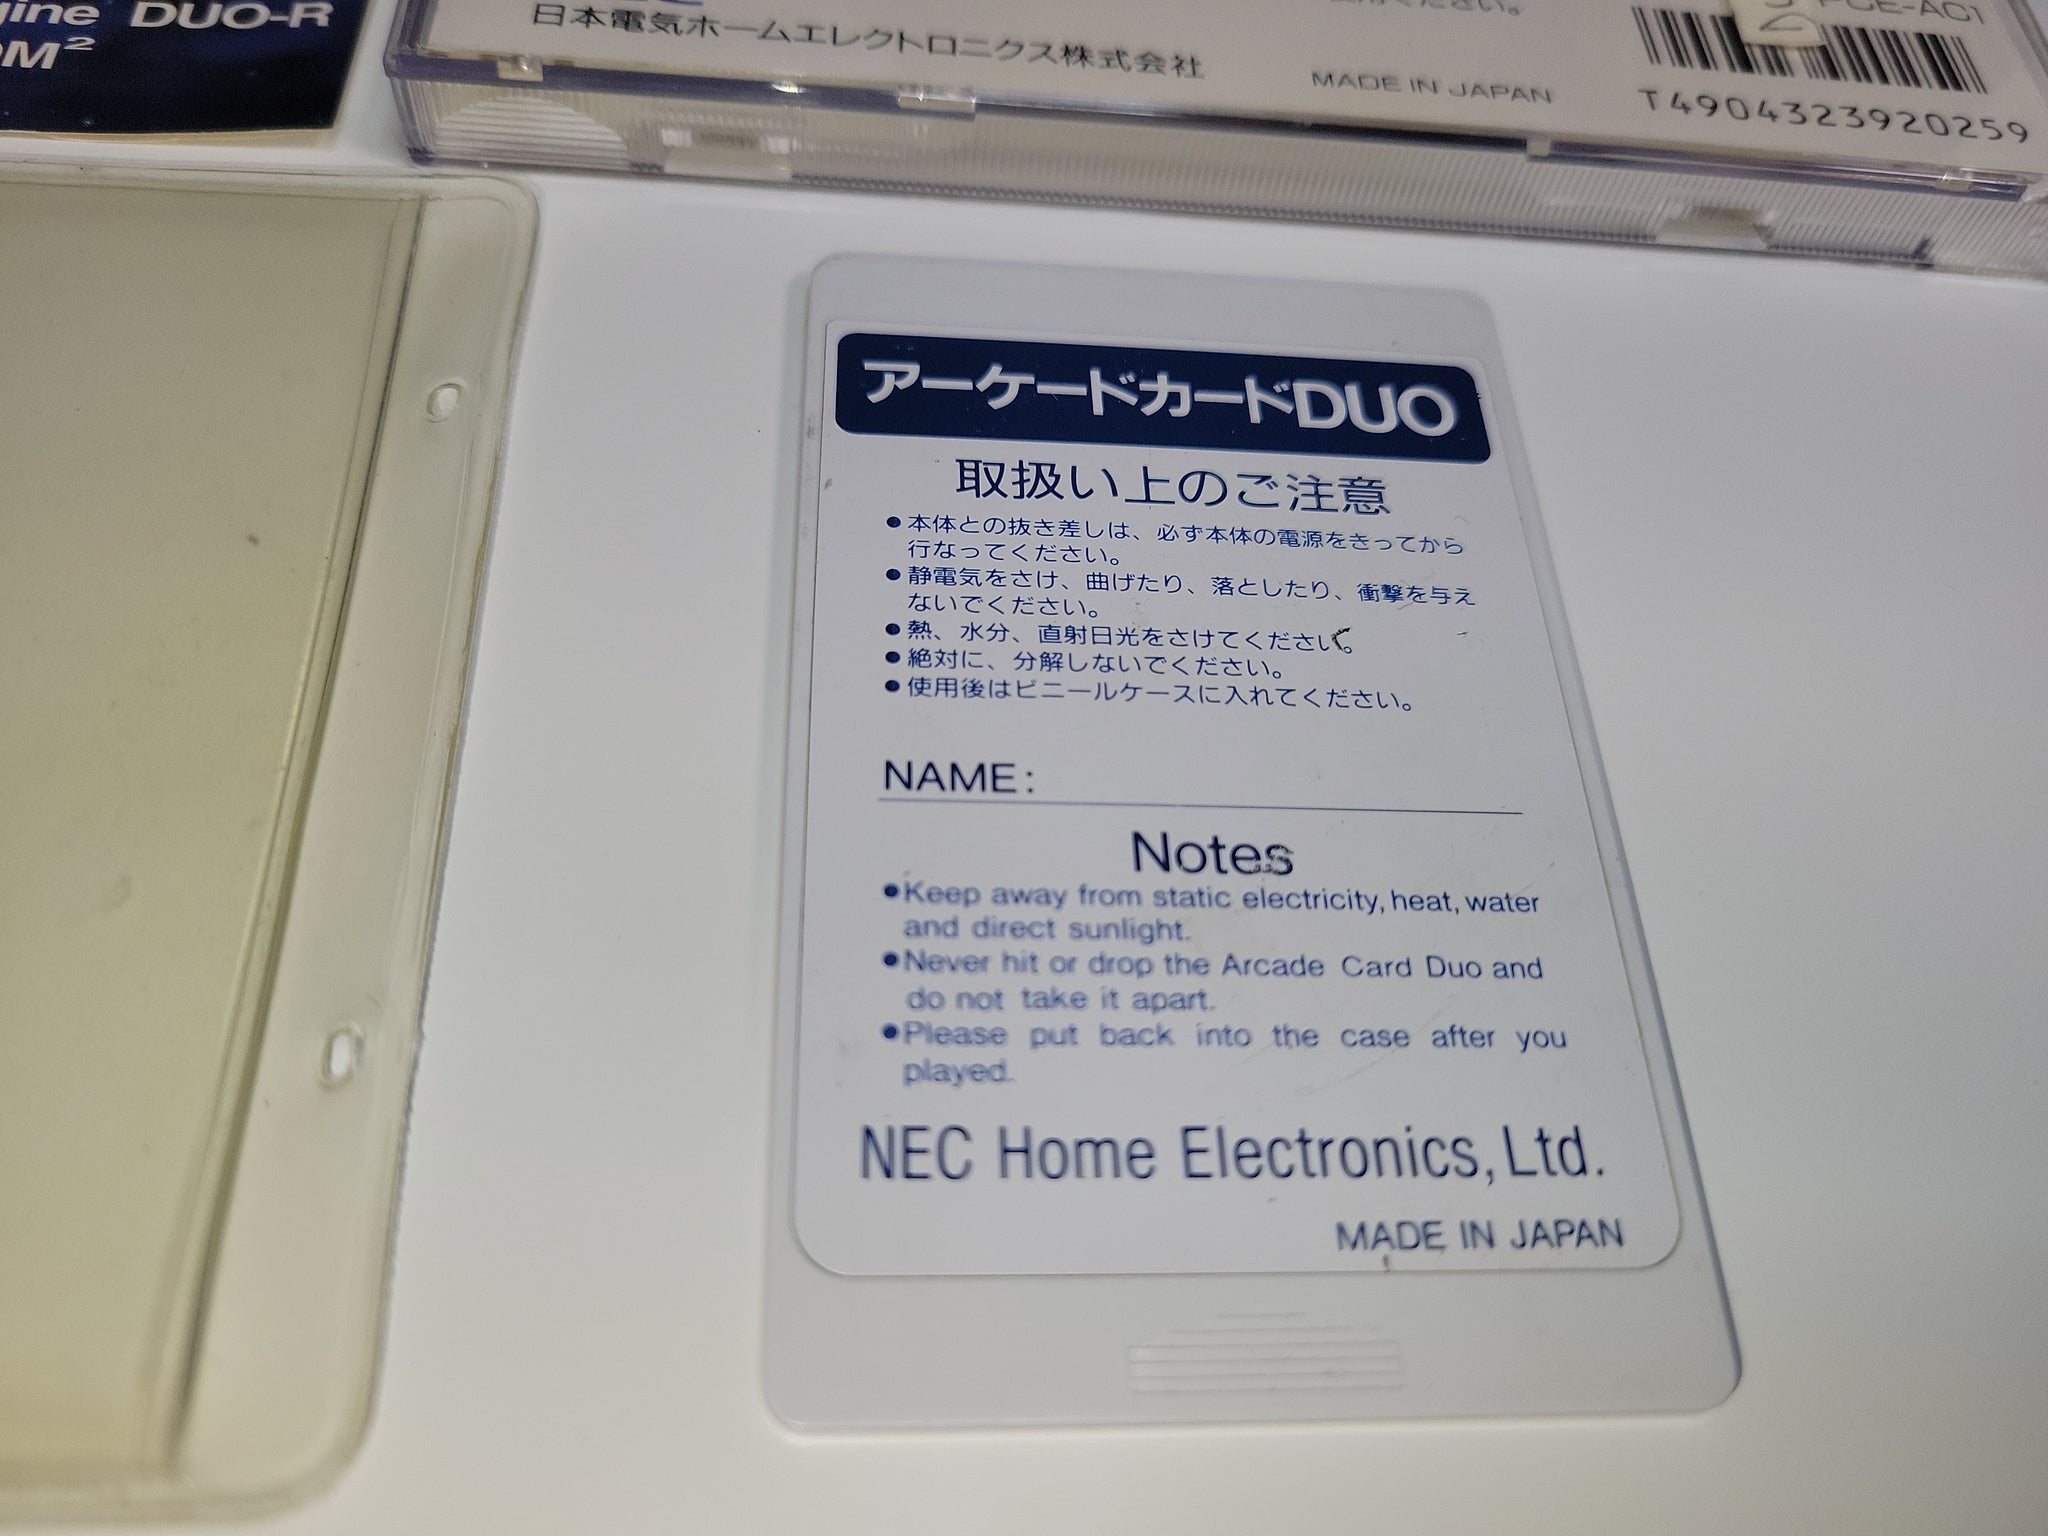 DUO-R
日本電気ホームエレクトロニクス株式会社
MADE IN JAPAN
PCE-AC1
T4904323920259
アーケードカードDUO
取扱い上のご注意
●本体との抜き差しは、必ず本体の電源をきってから
行なってください。
●静電気をさけ、曲げたり、落としたり、衝撃を与え
ないでください。
●熱、水分、直射日光をさけてください。
●絶対に、分解しないでください。
●使用後はビニールケースに入れてください。
NAME:
Notes
●Keep away from static electricity, heat, water
and direct sunlight.
●Never hit or drop the Arcade Card Duo and
do not take it apart.
●Please put back into the case after you
played.
NEC Home Electronics, Ltd.
MADE IN JAPAN